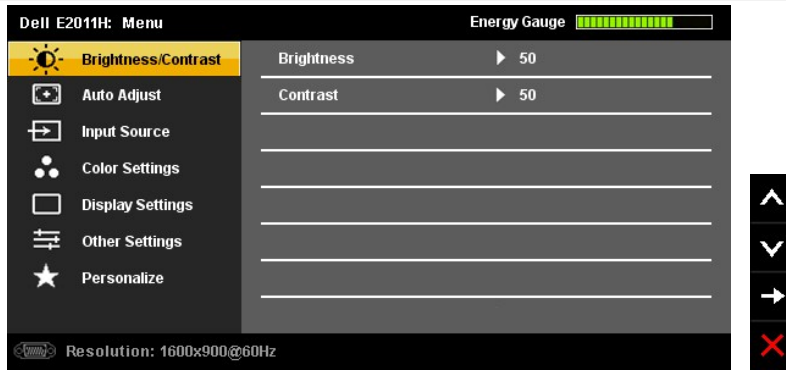 Dell E2011H: Menu Energy Gauge
Brightness/Contrast Brightness 50
Auto Adjust Contrast 50
Input Source
Color Settings
Display Settings
Other Settings
Personalize
Resolution: 1600x900@60Hz